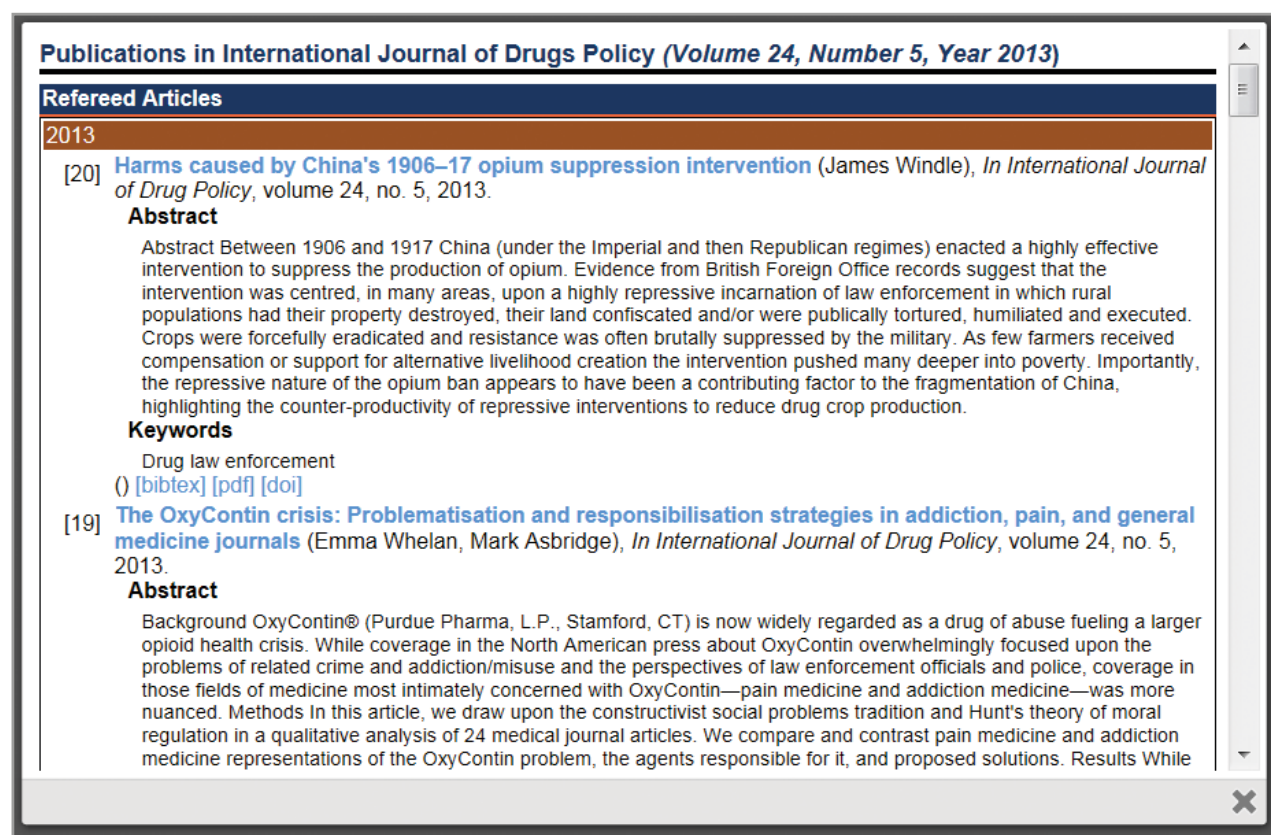 Publications in International Journal of Drugs Policy (Volume 24, Number 5, Year 2013)
Refereed Articles
2013
[20] Harms caused by China's 1906–17 opium suppression intervention (James Windle), In International Journal
of Drug Policy, volume 24, no. 5, 2013.
Abstract
Abstract Between 1906 and 1917 China (under the Imperial and then Republican regimes) enacted a highly effective
intervention to suppress the production of opium. Evidence from British Foreign Office records suggest that the
intervention was centred, in many areas, upon a highly repressive incarnation of law enforcement in which rural
populations had their property destroyed, their land confiscated and/or were publically tortured, humiliated and executed.
Crops were forcefully eradicated and resistance was often brutally suppressed by the military. As few farmers received
compensation or support for alternative livelihood creation the intervention pushed many deeper into poverty. Importantly,
the repressive nature of the opium ban appears to have been a contributing factor to the fragmentation of China,
highlighting the counter-productivity of repressive interventions to reduce drug crop production.
Keywords
Drug law enforcement
() [bibtex] [pdf] [doi]
[19] The OxyContin crisis: Problematisation and responsibilisation strategies in addiction, pain, and general
medicine journals (Emma Whelan, Mark Asbridge), In International Journal of Drug Policy, volume 24, no. 5,
2013.
Abstract
Background OxyContin® (Purdue Pharma, L.P., Stamford, CT) is now widely regarded as a drug of abuse fueling a larger
opioid health crisis. While coverage in the North American press about OxyContin overwhelmingly focused upon the
problems of related crime and addiction/misuse and the perspectives of law enforcement officials and police, coverage in
those fields of medicine most intimately concerned with OxyContin—pain medicine and addiction medicine—was more
nuanced. Methods In this article, we draw upon the constructivist social problems tradition and Hunt's theory of moral
regulation in a qualitative analysis of 24 medical journal articles. We compare and contrast pain medicine and addiction
medicine representations of the OxyContin problem, the agents responsible for it, and proposed solutions. Results While